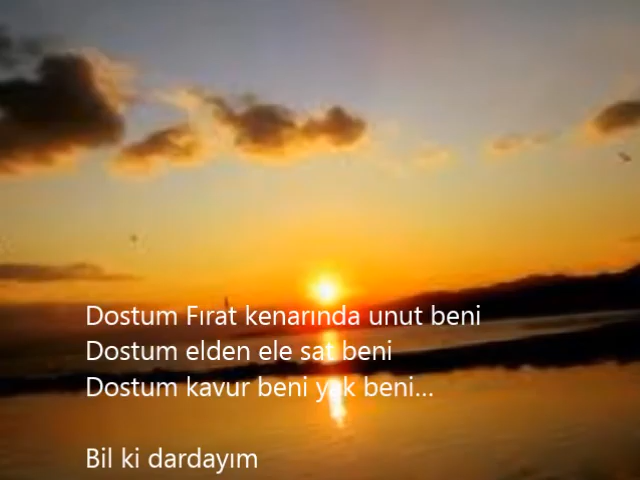 Dostum Fırat kenarında unut beni
Dostum elden ele sat beni
Dostum kavur beni yak beni...
Bil ki dardayım